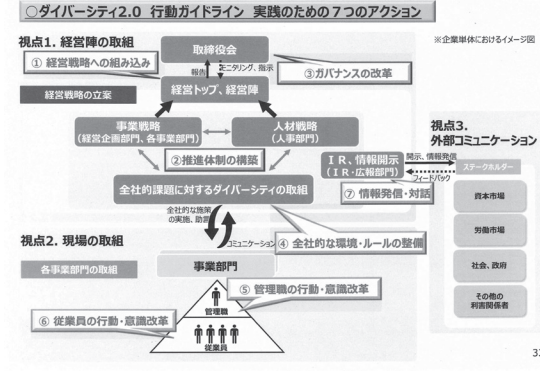 ○ダイバーシティ2.0 行動ガイドライン 実践のための7つのアクション
視点1. 経営陣の取組
※企業単体におけるイメージ図
取締役会
① 経営戦略への組み込み
報告
モニタリング、指示
③ガバナンスの改革
経営トップ、経営陣
経営戦略の立案
事業戦略
(経営企画部門、各事業部門)
人材戦略
(人事部門)
②推進体制の構築
視点3.
外部コミュニケーション
IR、情報開示
(IR・広報部門)
開示、情報発信
フィードバック
ステークホルダー
全社的課題に対するダイバーシティの取組
⑦ 情報発信・対話
資本市場
全社的な施策
の実施、助言
コミュニケーション
④ 全社的な環境・ルールの整備
労働市場
視点2. 現場の取組
各事業部門の取組
事業部門
社会、政府
⑤ 管理職の行動・意識改革
管理職
その他の
利害関係者
⑥ 従業員の行動・意識改革
従業員